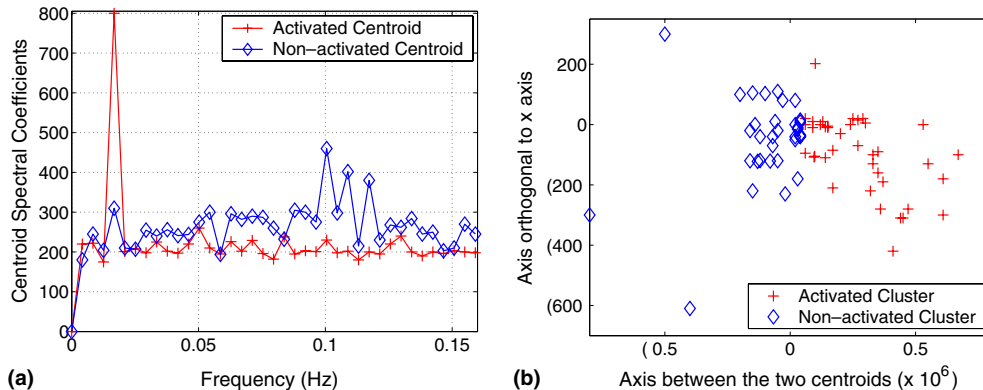 800
700
600
500
400
300
200
100
0
Centroid Spectral Coefficients
Activated Centroid
Non–activated Centroid
0 0.05 0.1 0.15
Frequency (Hz)
(a)
200
0
(200
(400
(600
Axis orthogonal to x axis
Activated Cluster
Non–activated Cluster
( 0.5 0 0.5
Axis between the two centroids (x 10^6)
(b)